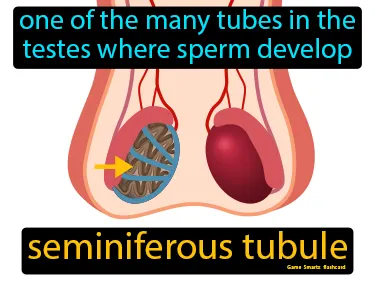 one of the many tubes in the
testes where sperm develop
seminiferous tubule
Game Smartz flashcard